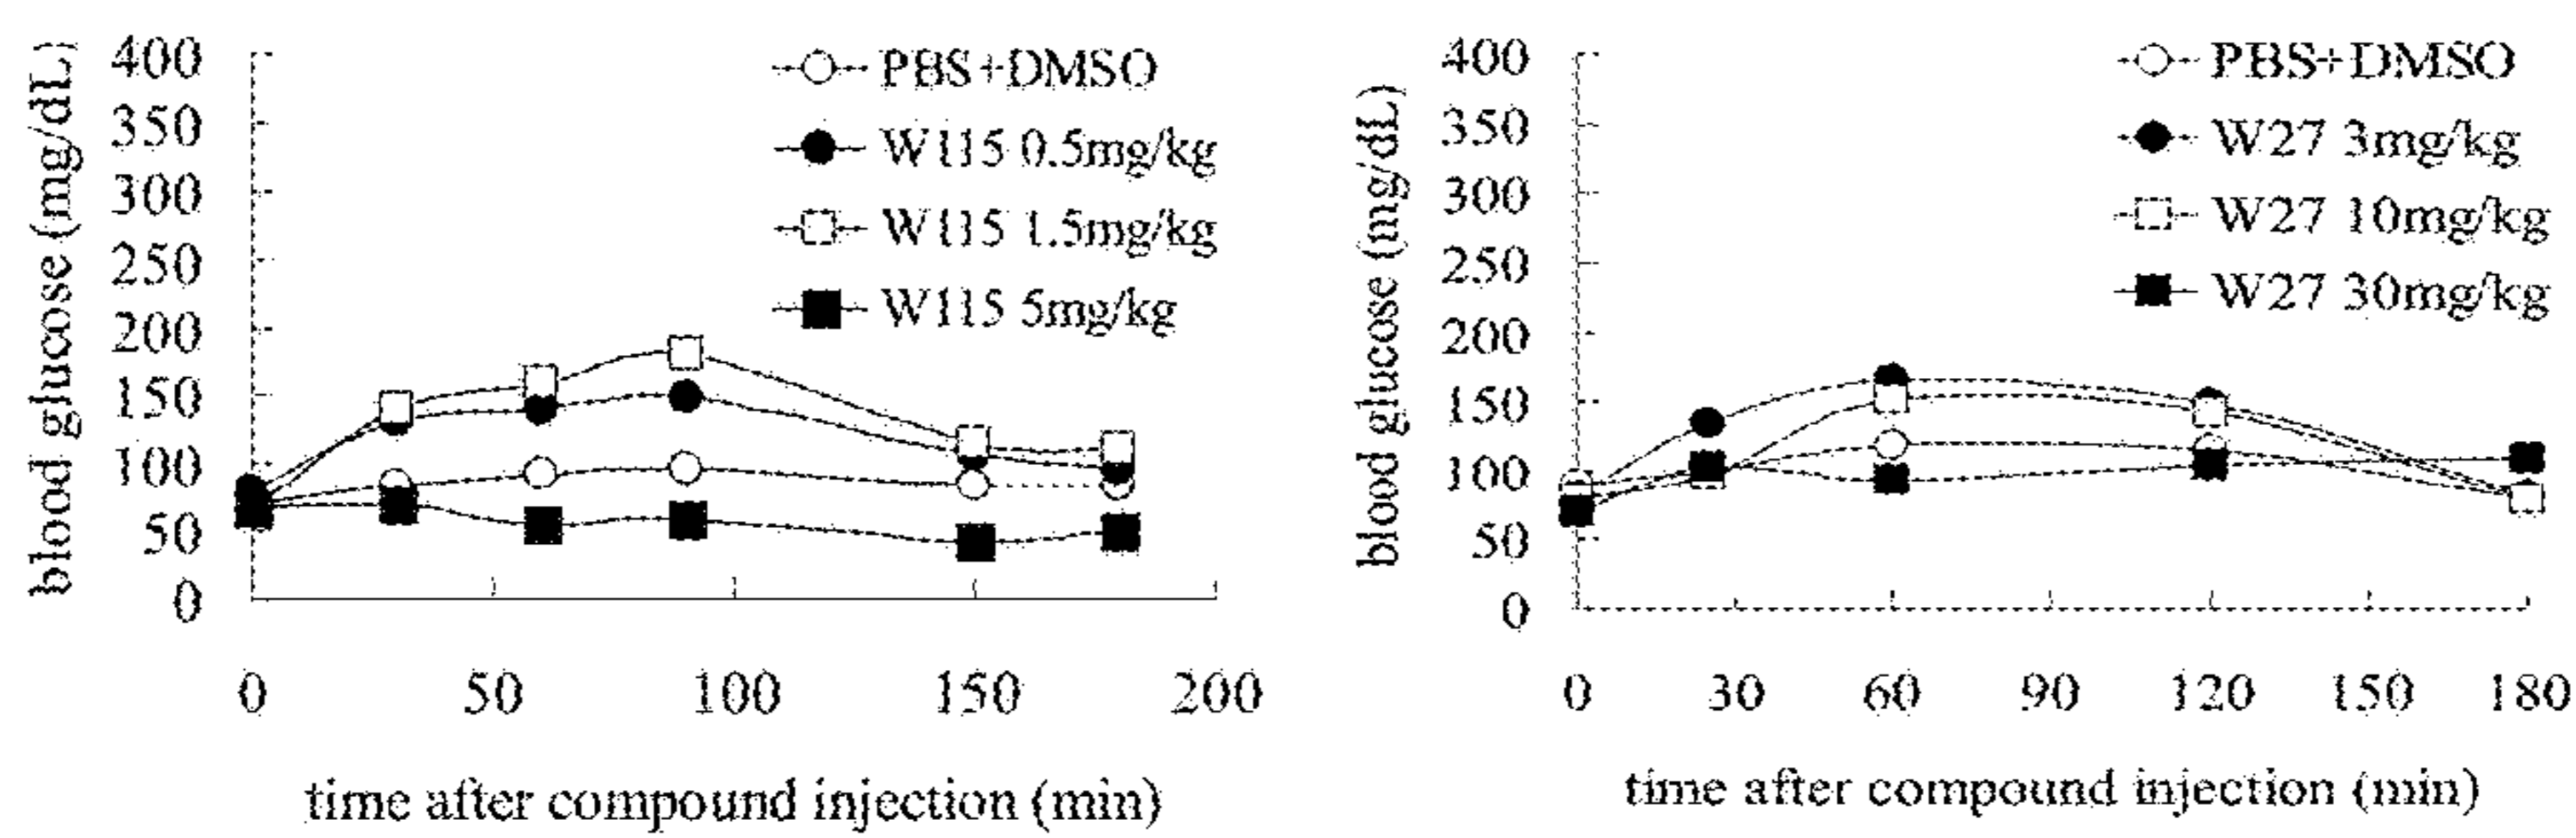 blood glucose (mg/dL)
400
350
300
250
200
150
100
50
0
PBS+DMSO
W115 0.5mg/kg
W115 1.5mg/kg
W115 5mg/kg
0 50 100 150 200
time after compound injection (min)
blood glucose (mg/dL)
400
350
300
250
200
150
100
50
0
PBS+DMSO
W27 3mg/kg
W27 10mg/kg
W27 30mg/kg
0 30 60 90 120 150 180
time after compound injection (min)